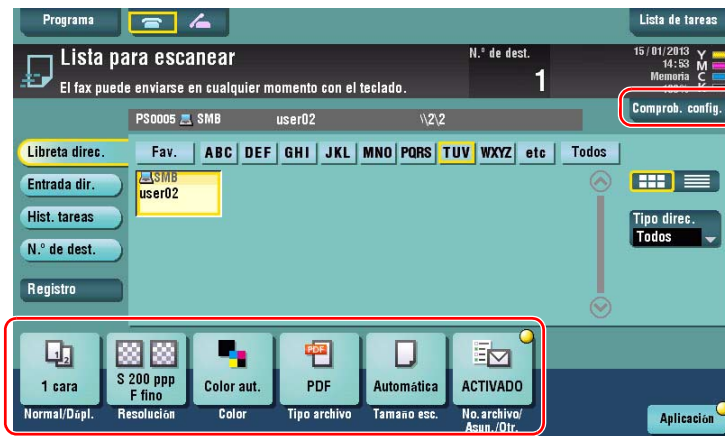 Programa
Lista de tareas
Lista para escanear
N.° de dest.
15/01/2013
14:53
Memoria
Y
M
C
K
El fax puede enviarse en cualquier momento con el teclado.
1
Comprob. config.
PS0005 SMB user02 \\2\2
Libreta direc.
Fav. ABC DEF GHI JKL MNO PQRS TUV WXYZ etc Todos
SMB
user02
Entrada dir.
Hist. tareas
Tipo direc.
Todos
N.° de dest.
Registro
1 2
PDF
1 cara
S 200 ppp
F fino
Color aut.
PDF
Automática
ACTIVADO
Normal/Dúpl.
Resolución
Color
Tipo archivo
Tamaño esc.
No.archivo/
Asun./Otr.
Aplicación